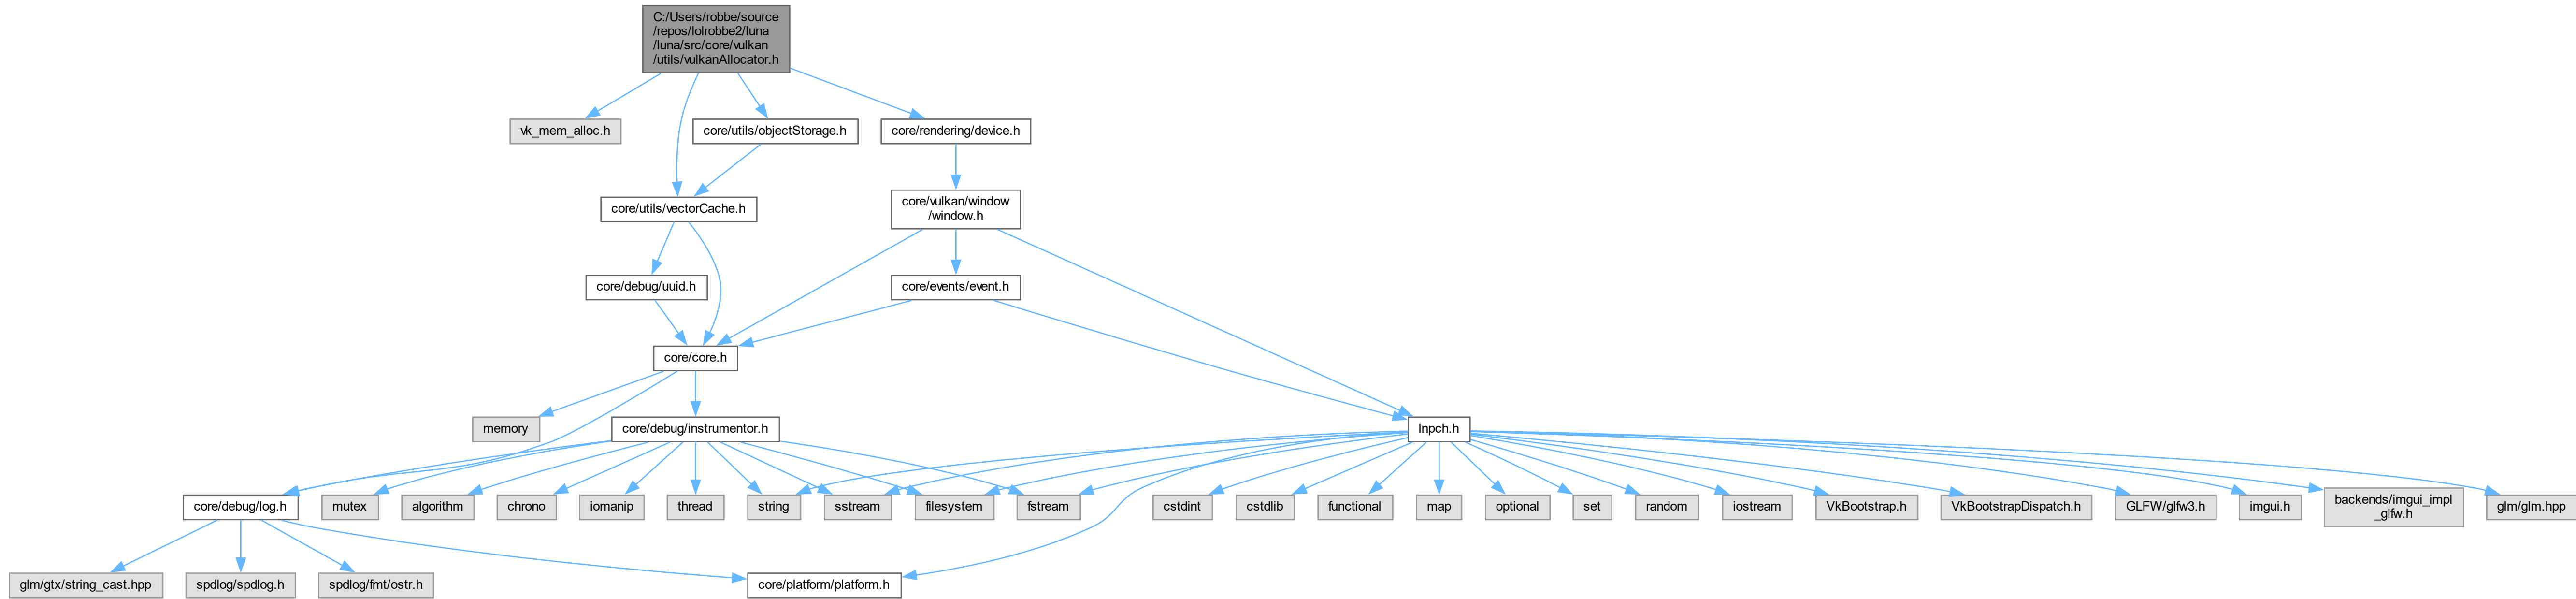 C:/Users/robbe/source
/repos/lolrobbe2/luna
/luna/src/core/vulkan
/utils/vulkanAllocator.h
vk_mem_alloc.h
core/utils/objectStorage.h
core/rendering/device.h
core/utils/vectorCache.h
core/vulkan/window
/window.h
core/debug/uuid.h
core/events/event.h
core/core.h
memory
core/debug/instrumentor.h
lnpch.h
core/debug/log.h
mutex
algorithm
chrono
iomanip
thread
string
sstream
filesystem
fstream
cstdint
cstdlib
functional
map
optional
set
random
iostream
VkBootstrap.h
VkBootstrapDispatch.h
GLFW/glfw3.h
imgui.h
backends/imgui_impl
_glfw.h
glm/glm.hpp
glm/gtx/string_cast.hpp
spdlog/spdlog.h
spdlog/fmt/ostr.h
core/platform/platform.h